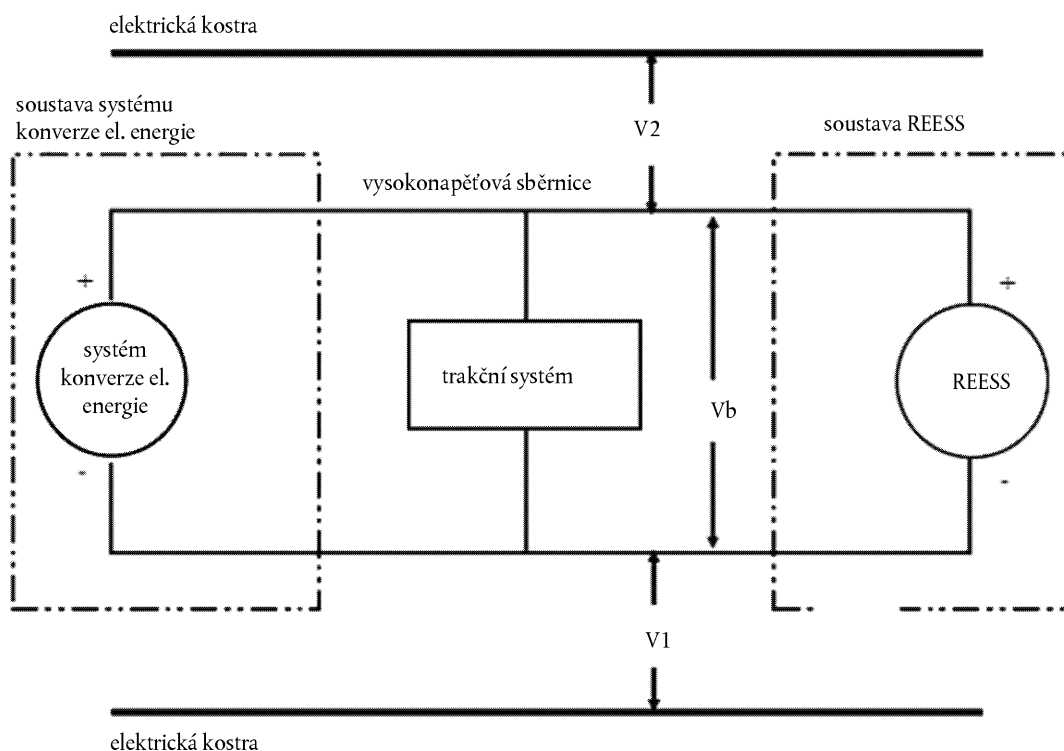 elektrická kostra
soustava systému
konverze el. energie
V2
soustava REESS
vysokonapěťová sběrnice
+
+
systém
konverze el.
energie
trakční systém
REESS
Vb
-
-
V1
elektrická kostra